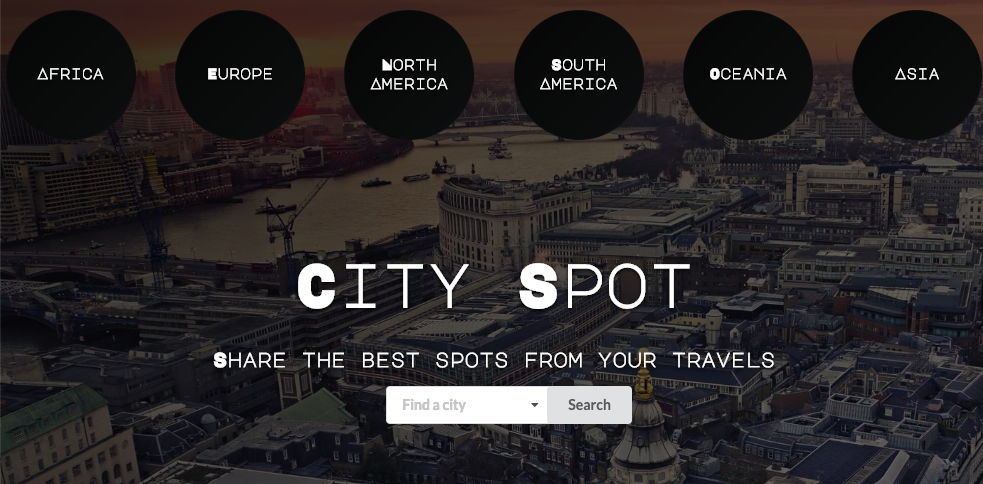 AFRICA
EUROPE
NORTH
AMERICA
SOUTH
AMERICA
OCEANIA
ASIA
CITY SPOT
SHARE THE BEST SPOTS FROM YOUR TRAVELS
Find a city
Search